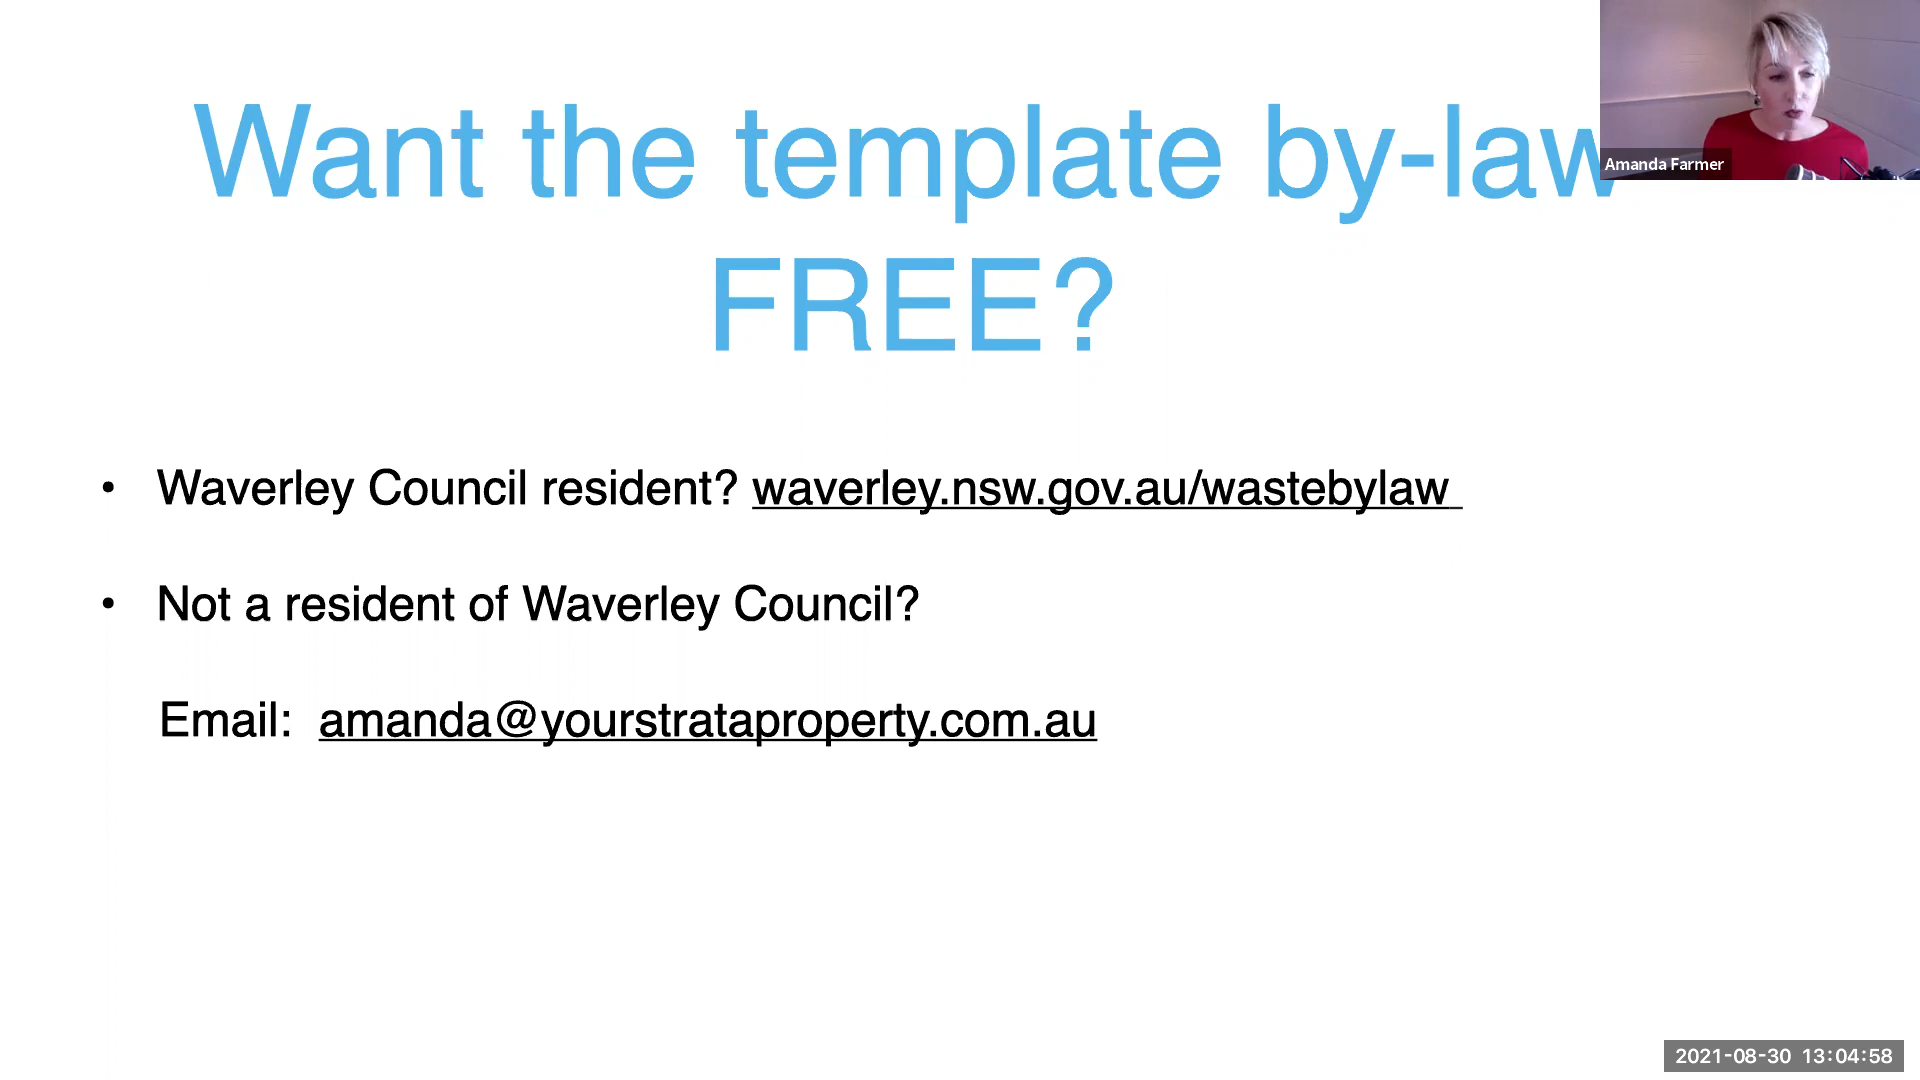 Want the template by-law
FREE?
Amanda Farmer
• Waverley Council resident? waverley.nsw.gov.au/wastebylaw
• Not a resident of Waverley Council?
Email: amanda@yourstrataproperty.com.au
2021-08-30 13:04:58